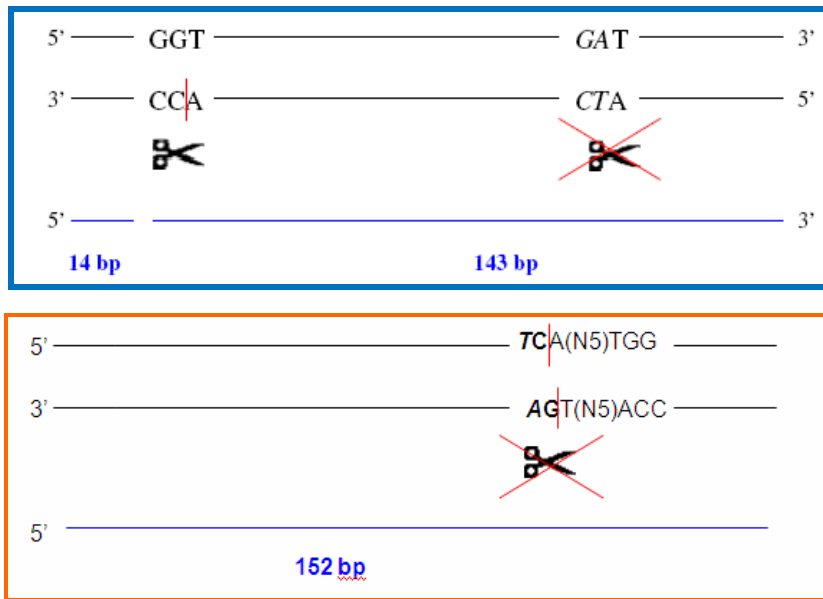 5' GGT GAT 3'
3' CCA CTA 5'
5' 3'
14 bp 143 bp
5' TCA(N5)TGG
3' AGT(N5)ACC
5'
152 bp